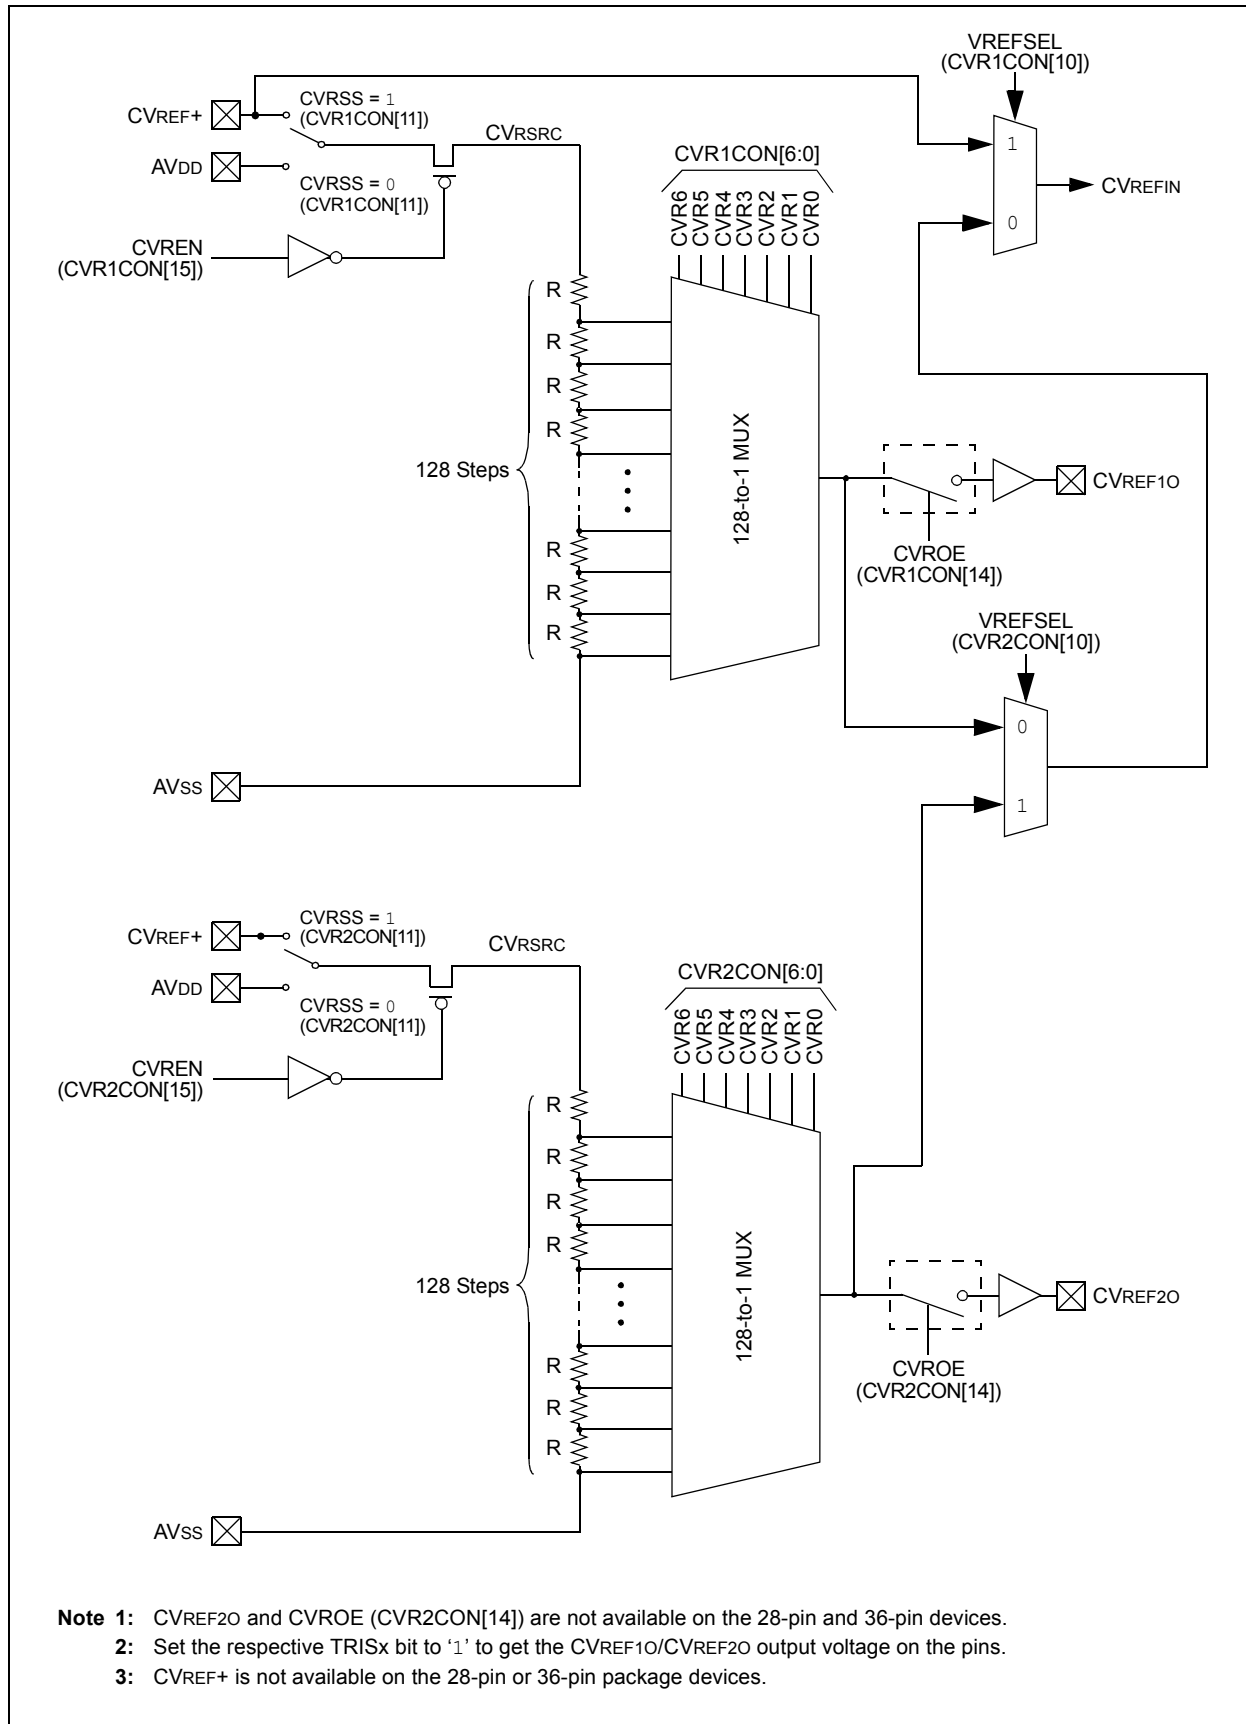 VREFSEL
(CVR1CON[10])
CVREF+
CVRSS = 1
(CVR1CON[11])
CVRSRC
AVDD
CVRSS = 0
(CVR1CON[11])
CVREN
(CVR1CON[15])
CVR1CON[6:0]
CVR6
CVR5
CVR4
CVR3
CVR2
CVR1
CVR0
1
0
CVREFIN
R
R
R
R
128 Steps
R
R
R
128-to-1 MUX
CVREF1O
CVROE
(CVR1CON[14])
VREFSEL
(CVR2CON[10])
0
1
AVSS
CVREF+
CVRSS = 1
(CVR2CON[11])
CVRSRC
AVDD
CVRSS = 0
(CVR2CON[11])
CVREN
(CVR2CON[15])
CVR2CON[6:0]
CVR6
CVR5
CVR4
CVR3
CVR2
CVR1
CVR0
R
R
R
R
128 Steps
R
R
R
128-to-1 MUX
CVREF2O
CVROE
(CVR2CON[14])
AVSS
Note 1: CVREF2O and CVROE (CVR2CON[14]) are not available on the 28-pin and 36-pin devices.
2: Set the respective TRISx bit to ‘1’ to get the CVREF1O/CVREF2O output voltage on the pins.
3: CVREF+ is not available on the 28-pin or 36-pin package devices.